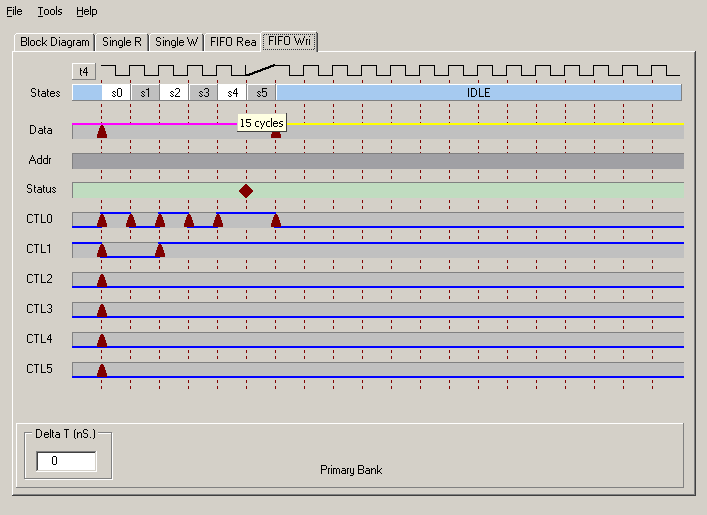 File Tools Help
Block Diagram Single R Single W FIFO Rea FIFO Wri
t4
States s0 s1 s2 s3 s4 s5 IDLE
15 cycles
Data
Addr
Status
CTL0
CTL1
CTL2
CTL3
CTL4
CTL5
Delta T (nS.)
0
Primary Bank